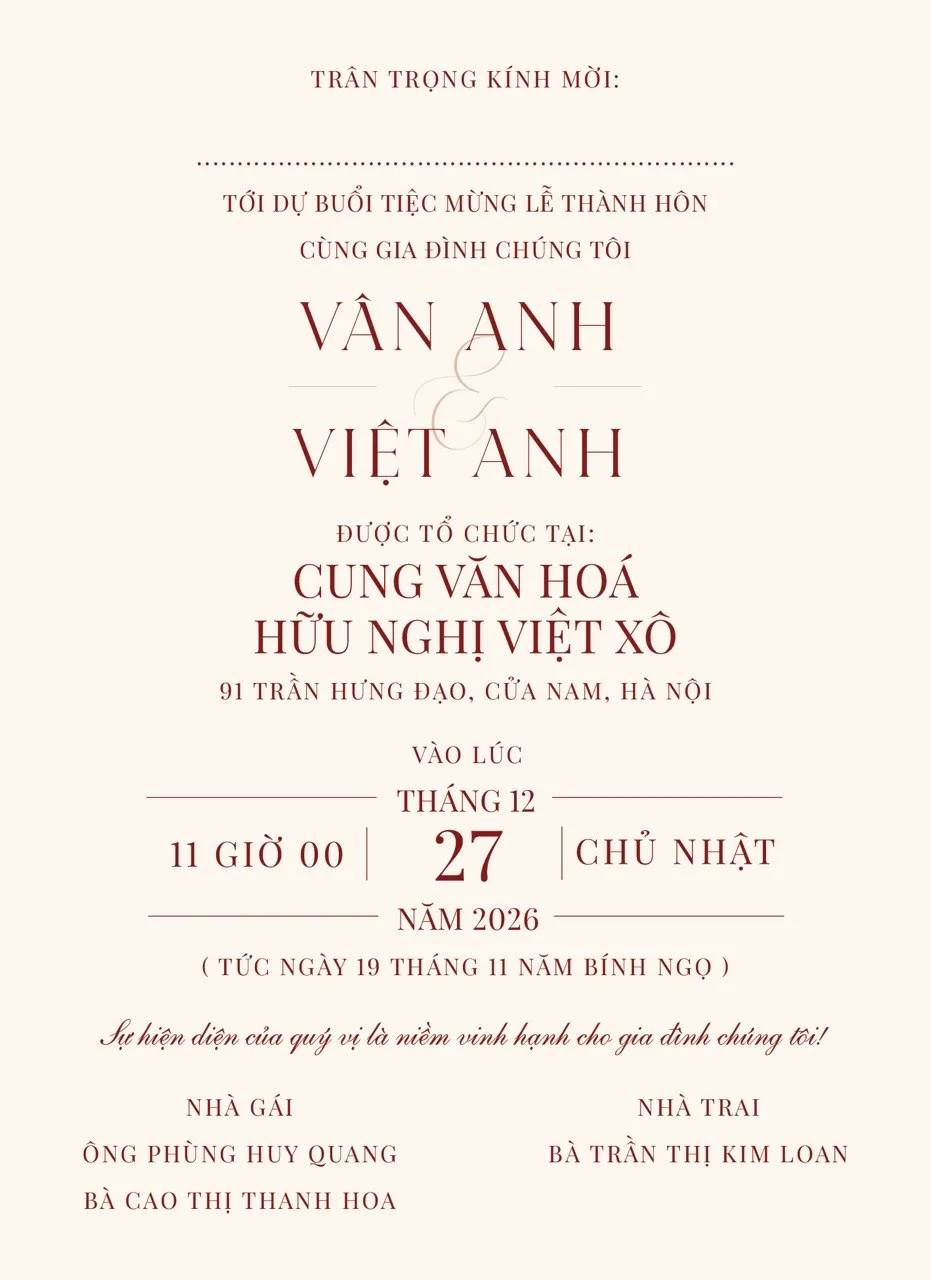 TRÂN TRỌNG KÍNH MỜI:
....................................................................
TỚI DỰ BUỔI TIỆC MỪNG LỄ THÀNH HÔN
CÙNG GIA ĐÌNH CHÚNG TÔI
VÂN ANH
&
VIỆT ANH
ĐƯỢC TỔ CHỨC TẠI:
CUNG VĂN HOÁ
HỮU NGHỊ VIỆT XÔ
91 TRẦN HƯNG ĐẠO, CỬA NAM, HÀ NỘI
VÀO LÚC
THÁNG 12
11 GIỜ 00 27 CHỦ NHẬT
NĂM 2026
( TỨC NGÀY 19 THÁNG 11 NĂM BÍNH NGỌ )
Sự hiện diện của quý vị là niềm vinh hạnh cho gia đình chúng tôi!
NHÀ GÁI
ÔNG PHÙNG HUY QUANG
BÀ CAO THỊ THANH HOA
NHÀ TRAI
BÀ TRẦN THỊ KIM LOAN